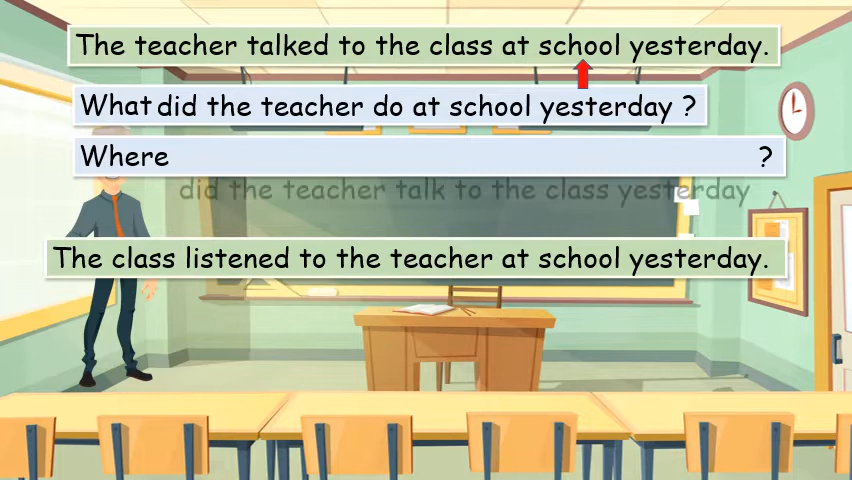 The teacher talked to the class at school yesterday.
What did the teacher do at school yesterday ?
Where ?
did the teacher talk to the class yesterday
The class listened to the teacher at school yesterday.